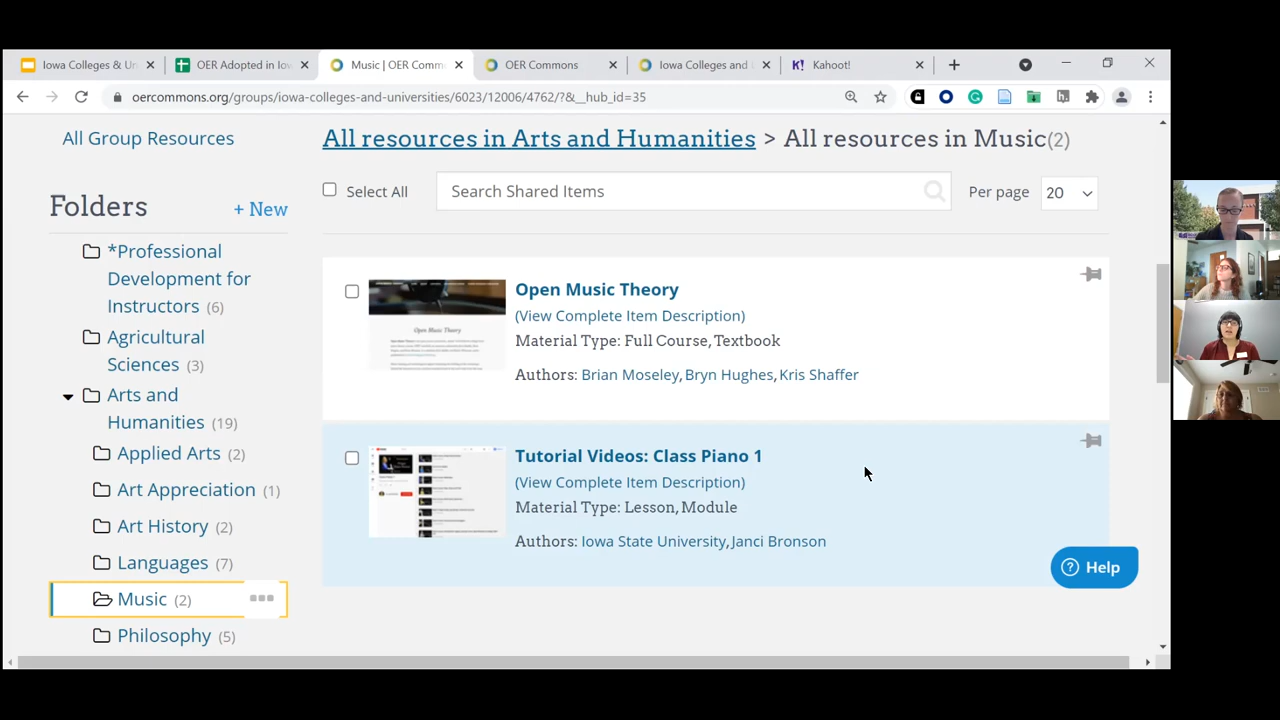 Iowa Colleges & Un
OER Adopted in Iow
Music | OER Comm
OER Commons
Iowa Colleges and
Kahoot!
oercommons.org/groups/iowa-colleges-and-universities/6023/12006/4762/?&__hub_id=35
All Group Resources
All resources in Arts and Humanities > All resources in Music(2)
Select All
Search Shared Items
Per page
20
Folders
+ New
*Professional
Development for
Instructors (6)
Agricultural
Sciences (3)
Arts and
Humanities (19)
Applied Arts (2)
Art Appreciation (1)
Art History (2)
Languages (7)
Music (2)
Philosophy (5)
Open Music Theory
(View Complete Item Description)
Material Type: Full Course, Textbook
Authors: Brian Moseley, Bryn Hughes, Kris Shaffer
Open Music Theory
Tutorial Videos: Class Piano 1
(View Complete Item Description)
Material Type: Lesson, Module
Authors: Iowa State University, Janci Bronson
Help